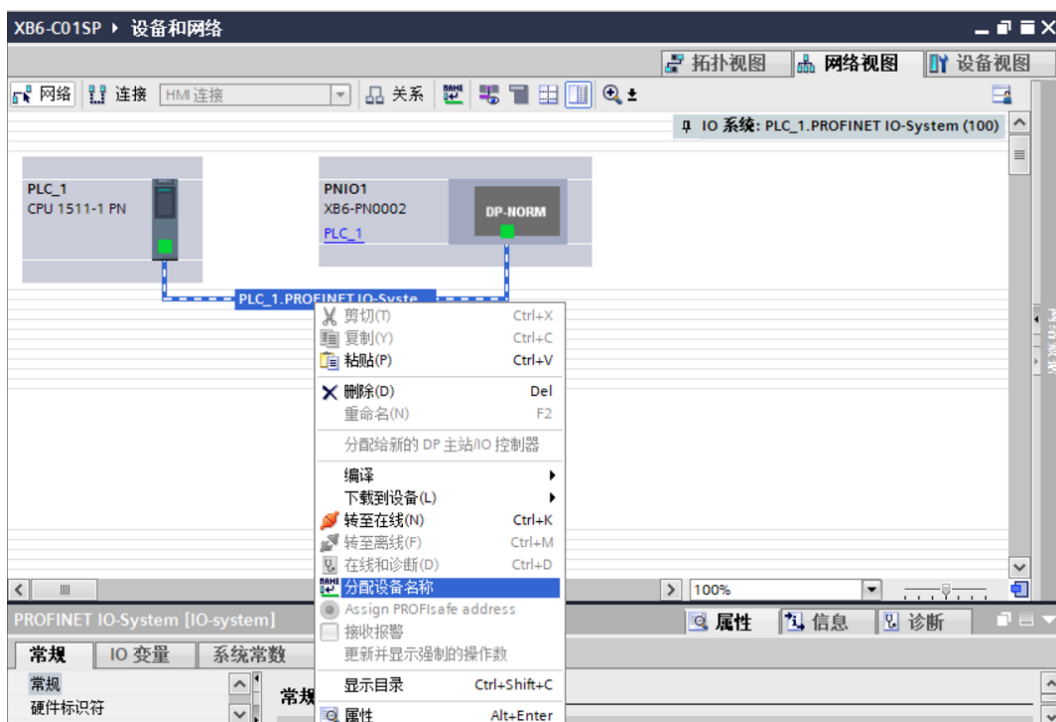 XB6-C01SP ▸ 设备和网络
拓扑视图 网络视图 设备视图
网络 连接 HMI 连接 关系
IO 系统: PLC_1.PROFINET IO-System (100)
PLC_1
CPU 1511-1 PN
PNIO1
XB6-PN0002
PLC_1
DP-NORM
PLC_1.PROFINET IO-Syste
剪切(T) Ctrl+X
复制(Y) Ctrl+C
粘贴(P) Ctrl+V
删除(D) Del
重命名(N) F2
分配给新的 DP 主站/IO 控制器
编译
下载到设备(L)
转至在线(N) Ctrl+K
转至离线(F) Ctrl+M
在线和诊断(D) Ctrl+D
分配设备名称
Assign PROFIsafe address
接收报警
更新并显示强制的操作数
显示目录 Ctrl+Shift+C
属性 Alt+Enter
100%
PROFINET IO-System [IO-system]
属性 信息 诊断
常规 IO 变量 系统常数
常规
硬件标识符
常规